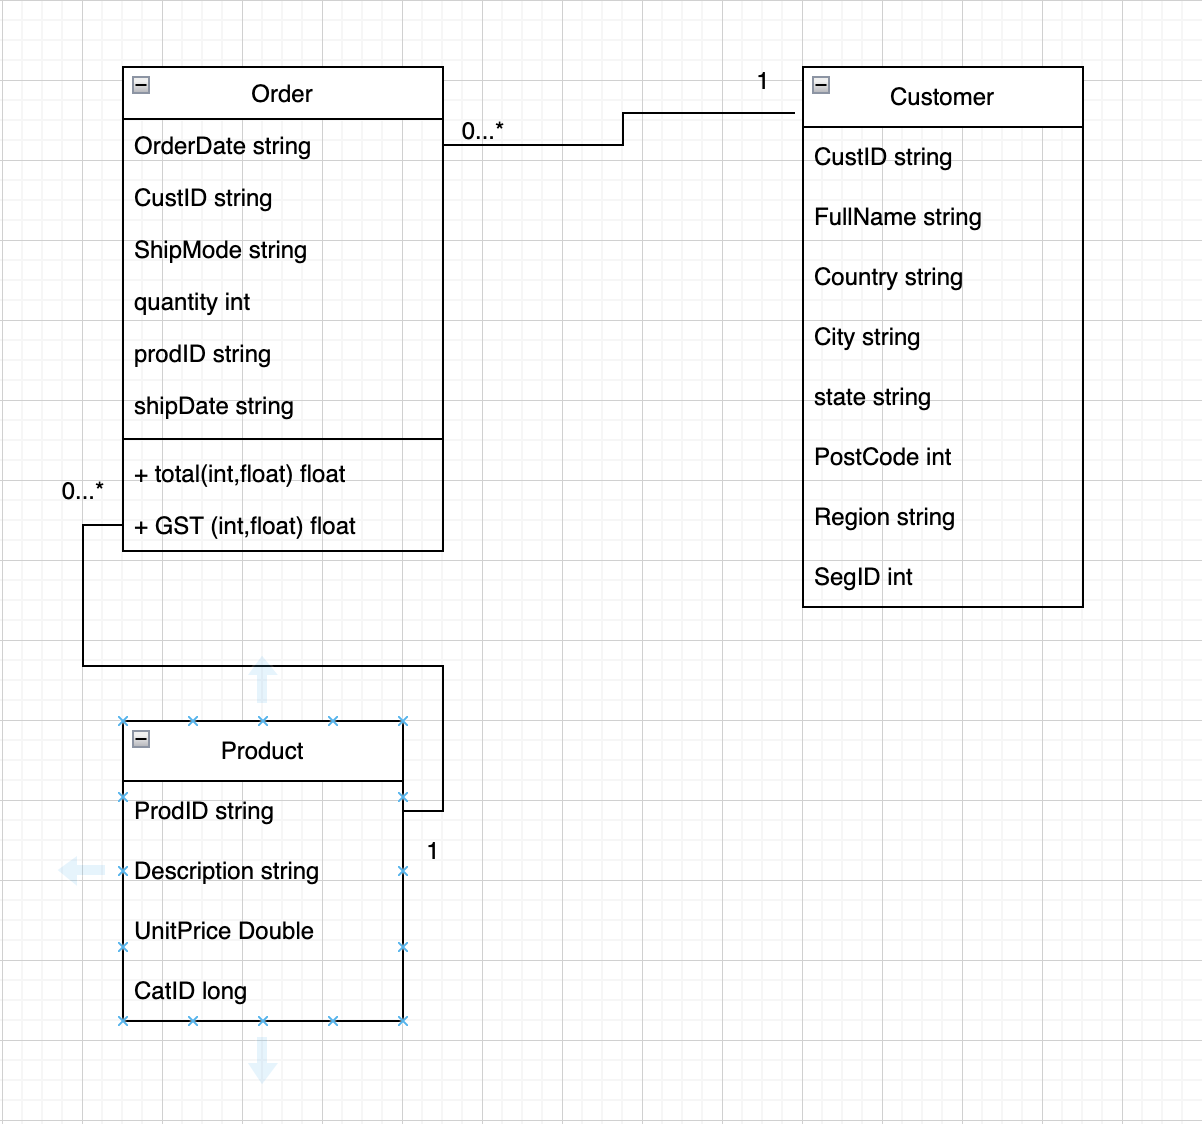 Order
OrderDate string
CustID string
ShipMode string
quantity int
prodID string
shipDate string
+ total(int,float) float
+ GST (int,float) float
0...*
1
Customer
CustID string
FullName string
Country string
City string
state string
PostCode int
Region string
SegID int
0...*
Product
ProdID string
Description string
UnitPrice Double
CatID long
1